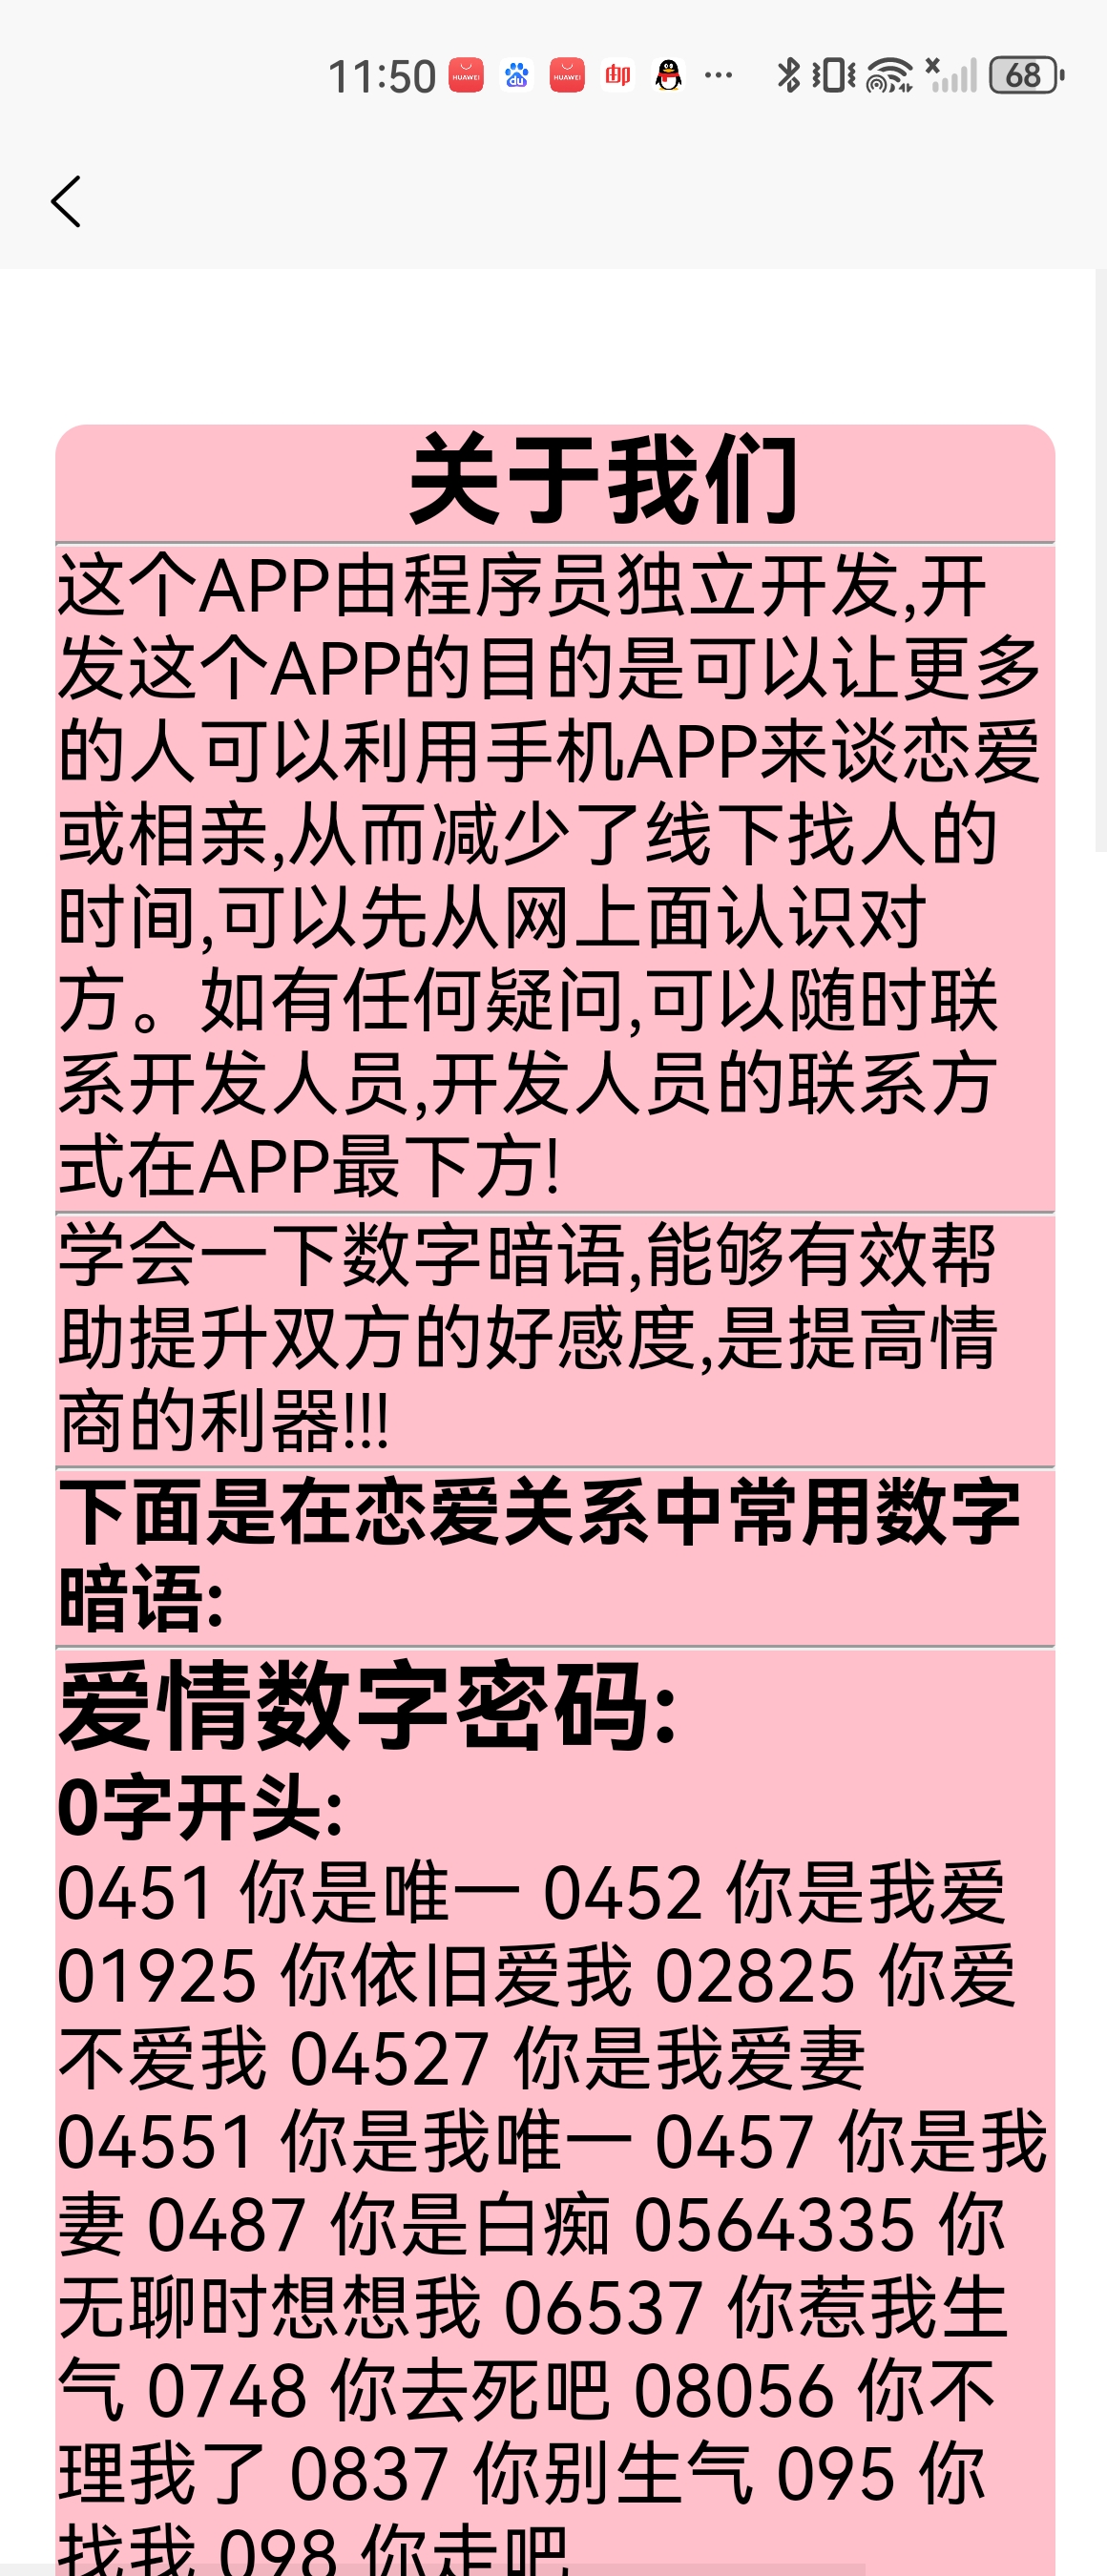 11:50 HUAWEI du HUAWEI ... 68
关于我们
这个APP由程序员独立开发,开
发这个APP的目的是可以让更多
的人可以利用手机APP来谈恋爱
或相亲,从而减少了线下找人的
时间,可以先从网上面认识对
方。如有任何疑问,可以随时联
系开发人员,开发人员的联系方
式在APP最下方!
学会一下数字暗语,能够有效帮
助提升双方的好感度,是提高情
商的利器!!!
下面是在恋爱关系中常用数字
暗语:
爱情数字密码:
0字开头:
0451 你是唯一 0452 你是我爱
01925 你依旧爱我 02825 你爱
不爱我 04527 你是我爱妻
04551 你是我唯一 0457 你是我
妻 0487 你是白痴 0564335 你
无聊时想想我 06537 你惹我生
气 0748 你去死吧 08056 你不
理我了 0837 你别生气 095 你
找我 098 你走吧